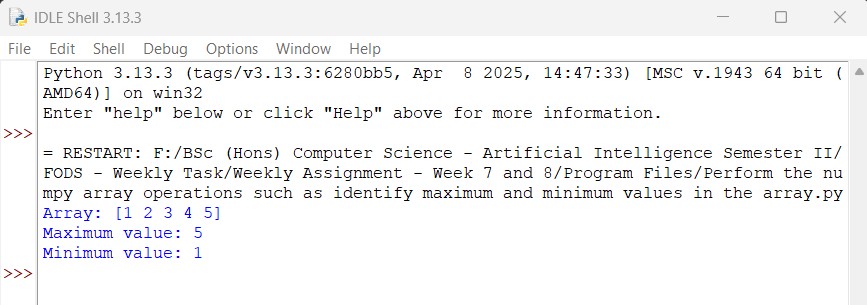 IDLE Shell 3.13.3
File Edit Shell Debug Options Window Help
Python 3.13.3 (tags/v3.13.3:6280bb5, Apr  8 2025, 14:47:33) [MSC v.1943 64 bit (
AMD64)] on win32
Enter "help" below or click "Help" above for more information.
>>>
= RESTART: F:/BSc (Hons) Computer Science - Artificial Intelligence Semester II/
FODS - Weekly Task/Weekly Assignment - Week 7 and 8/Program Files/Perform the nu
mpy array operations such as identify maximum and minimum values in the array.py
Array: [1 2 3 4 5]
Maximum value: 5
Minimum value: 1
>>>